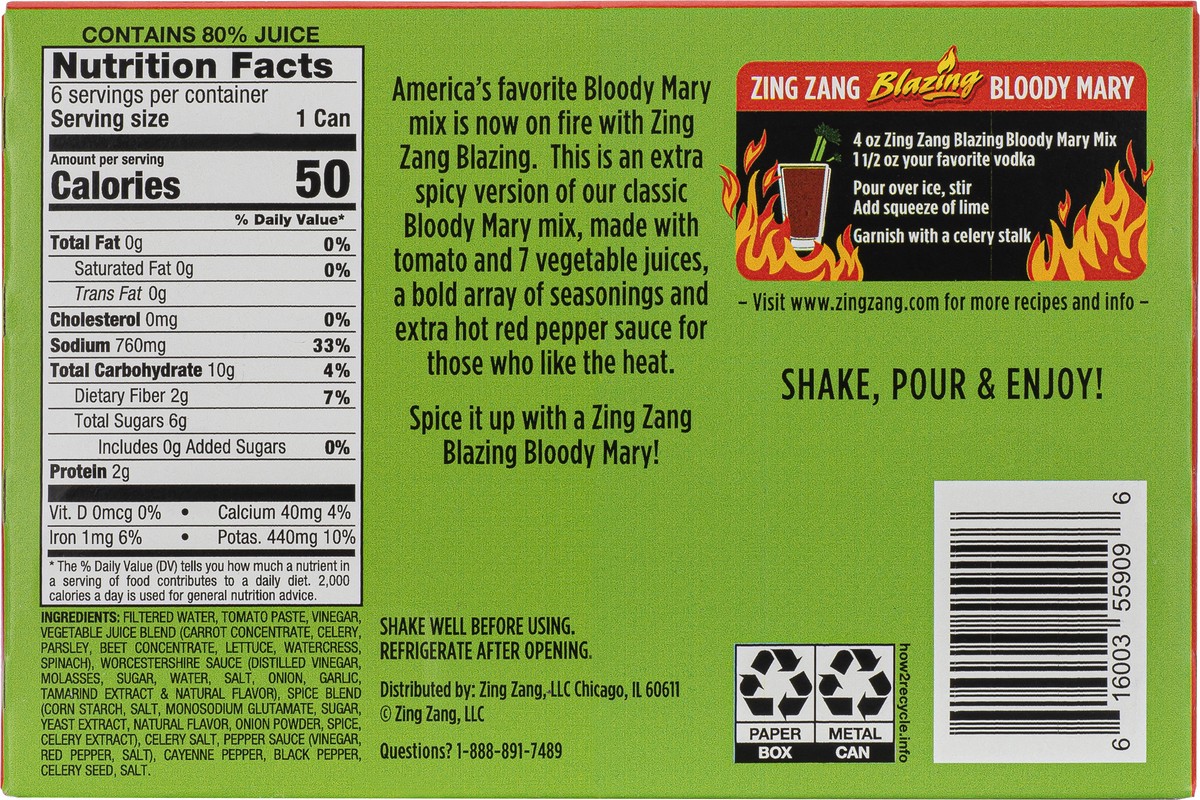 CONTAINS 80% JUICE
Nutrition Facts
6 servings per container
Serving size 1 Can
Amount per serving
Calories 50
% Daily Value*
Total Fat 0g 0%
Saturated Fat 0g 0%
Trans Fat 0g
Cholesterol 0mg 0%
Sodium 760mg 33%
Total Carbohydrate 10g 4%
Dietary Fiber 2g 7%
Total Sugars 6g
Includes 0g Added Sugars 0%
Protein 2g
Vit. D 0mcg 0% • Calcium 40mg 4%
Iron 1mg 6% • Potas. 440mg 10%
* The % Daily Value (DV) tells you how much a nutrient in
a serving of food contributes to a daily diet. 2,000
calories a day is used for general nutrition advice.
INGREDIENTS: FILTERED WATER, TOMATO PASTE, VINEGAR,
VEGETABLE JUICE BLEND (CARROT CONCENTRATE, CELERY,
PARSLEY, BEET CONCENTRATE, LETTUCE, WATERCRESS,
SPINACH), WORCESTERSHIRE SAUCE (DISTILLED VINEGAR,
MOLASSES, SUGAR, WATER, SALT, ONION, GARLIC,
TAMARIND EXTRACT & NATURAL FLAVOR), SPICE BLEND
(CORN STARCH, SALT, MONOSODIUM GLUTAMATE, SUGAR,
YEAST EXTRACT, NATURAL FLAVOR, ONION POWDER, SPICE,
CELERY EXTRACT), CELERY SALT, PEPPER SAUCE (VINEGAR,
RED PEPPER, SALT), CAYENNE PEPPER, BLACK PEPPER,
CELERY SEED, SALT.
America's favorite Bloody Mary
mix is now on fire with Zing
Zang Blazing. This is an extra
spicy version of our classic
Bloody Mary mix, made with
tomato and 7 vegetable juices,
a bold array of seasonings and
extra hot red pepper sauce for
those who like the heat.
Spice it up with a Zing Zang
Blazing Bloody Mary!
SHAKE WELL BEFORE USING.
REFRIGERATE AFTER OPENING.
Distributed by: Zing Zang, LLC Chicago, IL 60611
© Zing Zang, LLC
Questions? 1-888-891-7489
ZING ZANG Blazing BLOODY MARY
4 oz Zing Zang Blazing Bloody Mary Mix
1 1/2 oz your favorite vodka
Pour over ice, stir
Add squeeze of lime
Garnish with a celery stalk
– Visit www.zingzang.com for more recipes and info –
SHAKE, POUR & ENJOY!
PAPER METAL
BOX CAN
how2recycle.info
6 16003 55909 6